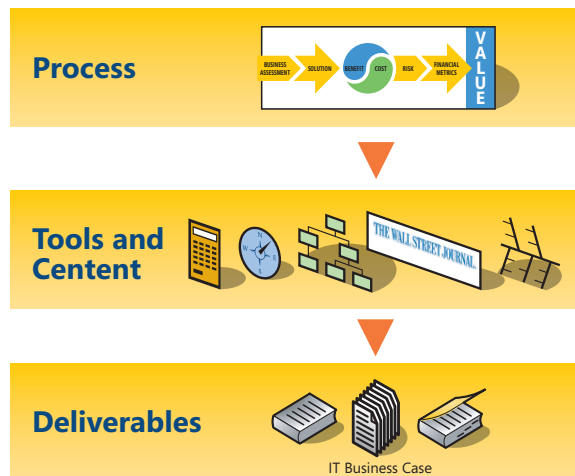 Process
BUSINESS
ASSESSMENT
SOLUTION
BENEFIT
COST
RISK
FINANCIAL
METRICS
VALUE
Tools and
Centent
N
W
E
S
THE WALL STREET JOURNAL.
Deliverables
IT Business Case